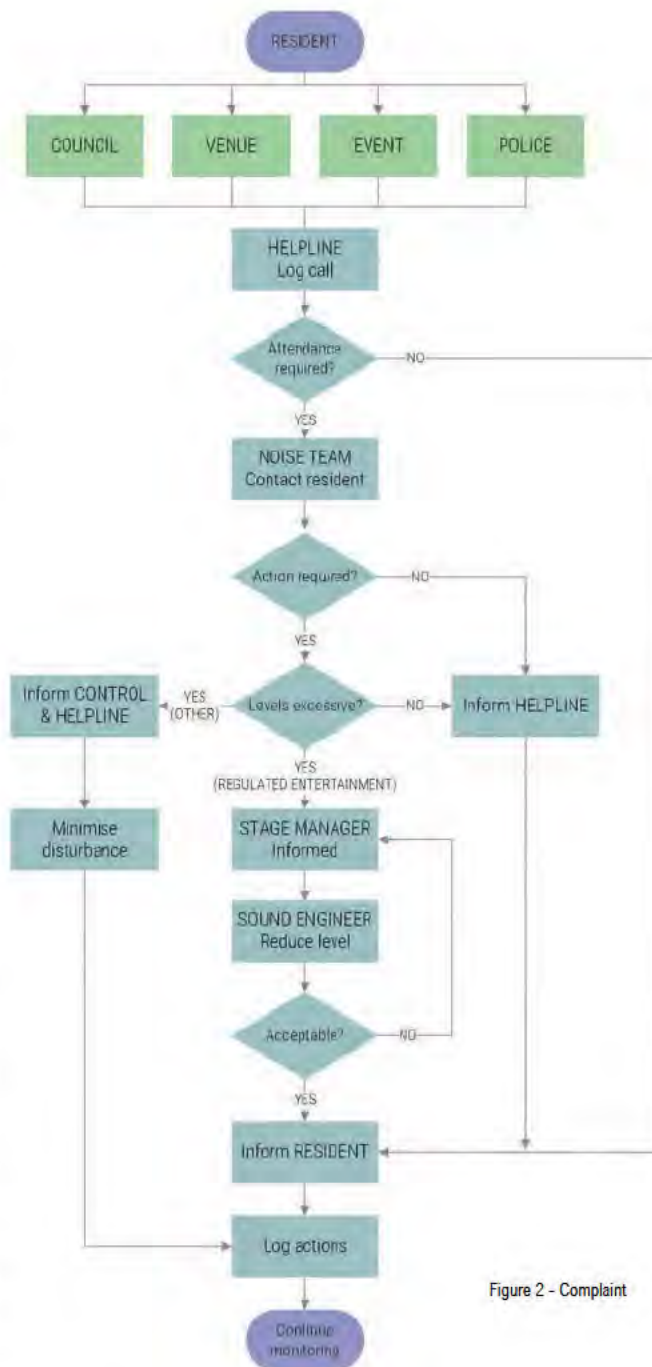 RESIDENT
COUNCIL
VENUE
EVENT
POLICE
HELPLINE
Log call
Attendance
required?
NO
YES
NOISE TEAM
Contact resident
Action required?
NO
YES
Inform CONTROL
& HELPLINE
YES
(OTHER)
Levels excessive?
NO
Inform HELPLINE
YES
(REGULATED ENTERTAINMENT)
Minimise
disturbance
STAGE MANAGER
Informed
SOUND ENGINEER
Reduce level
Acceptable?
NO
YES
Inform RESIDENT
Log actions
Figure 2 - Complaint
Continue
monitoring